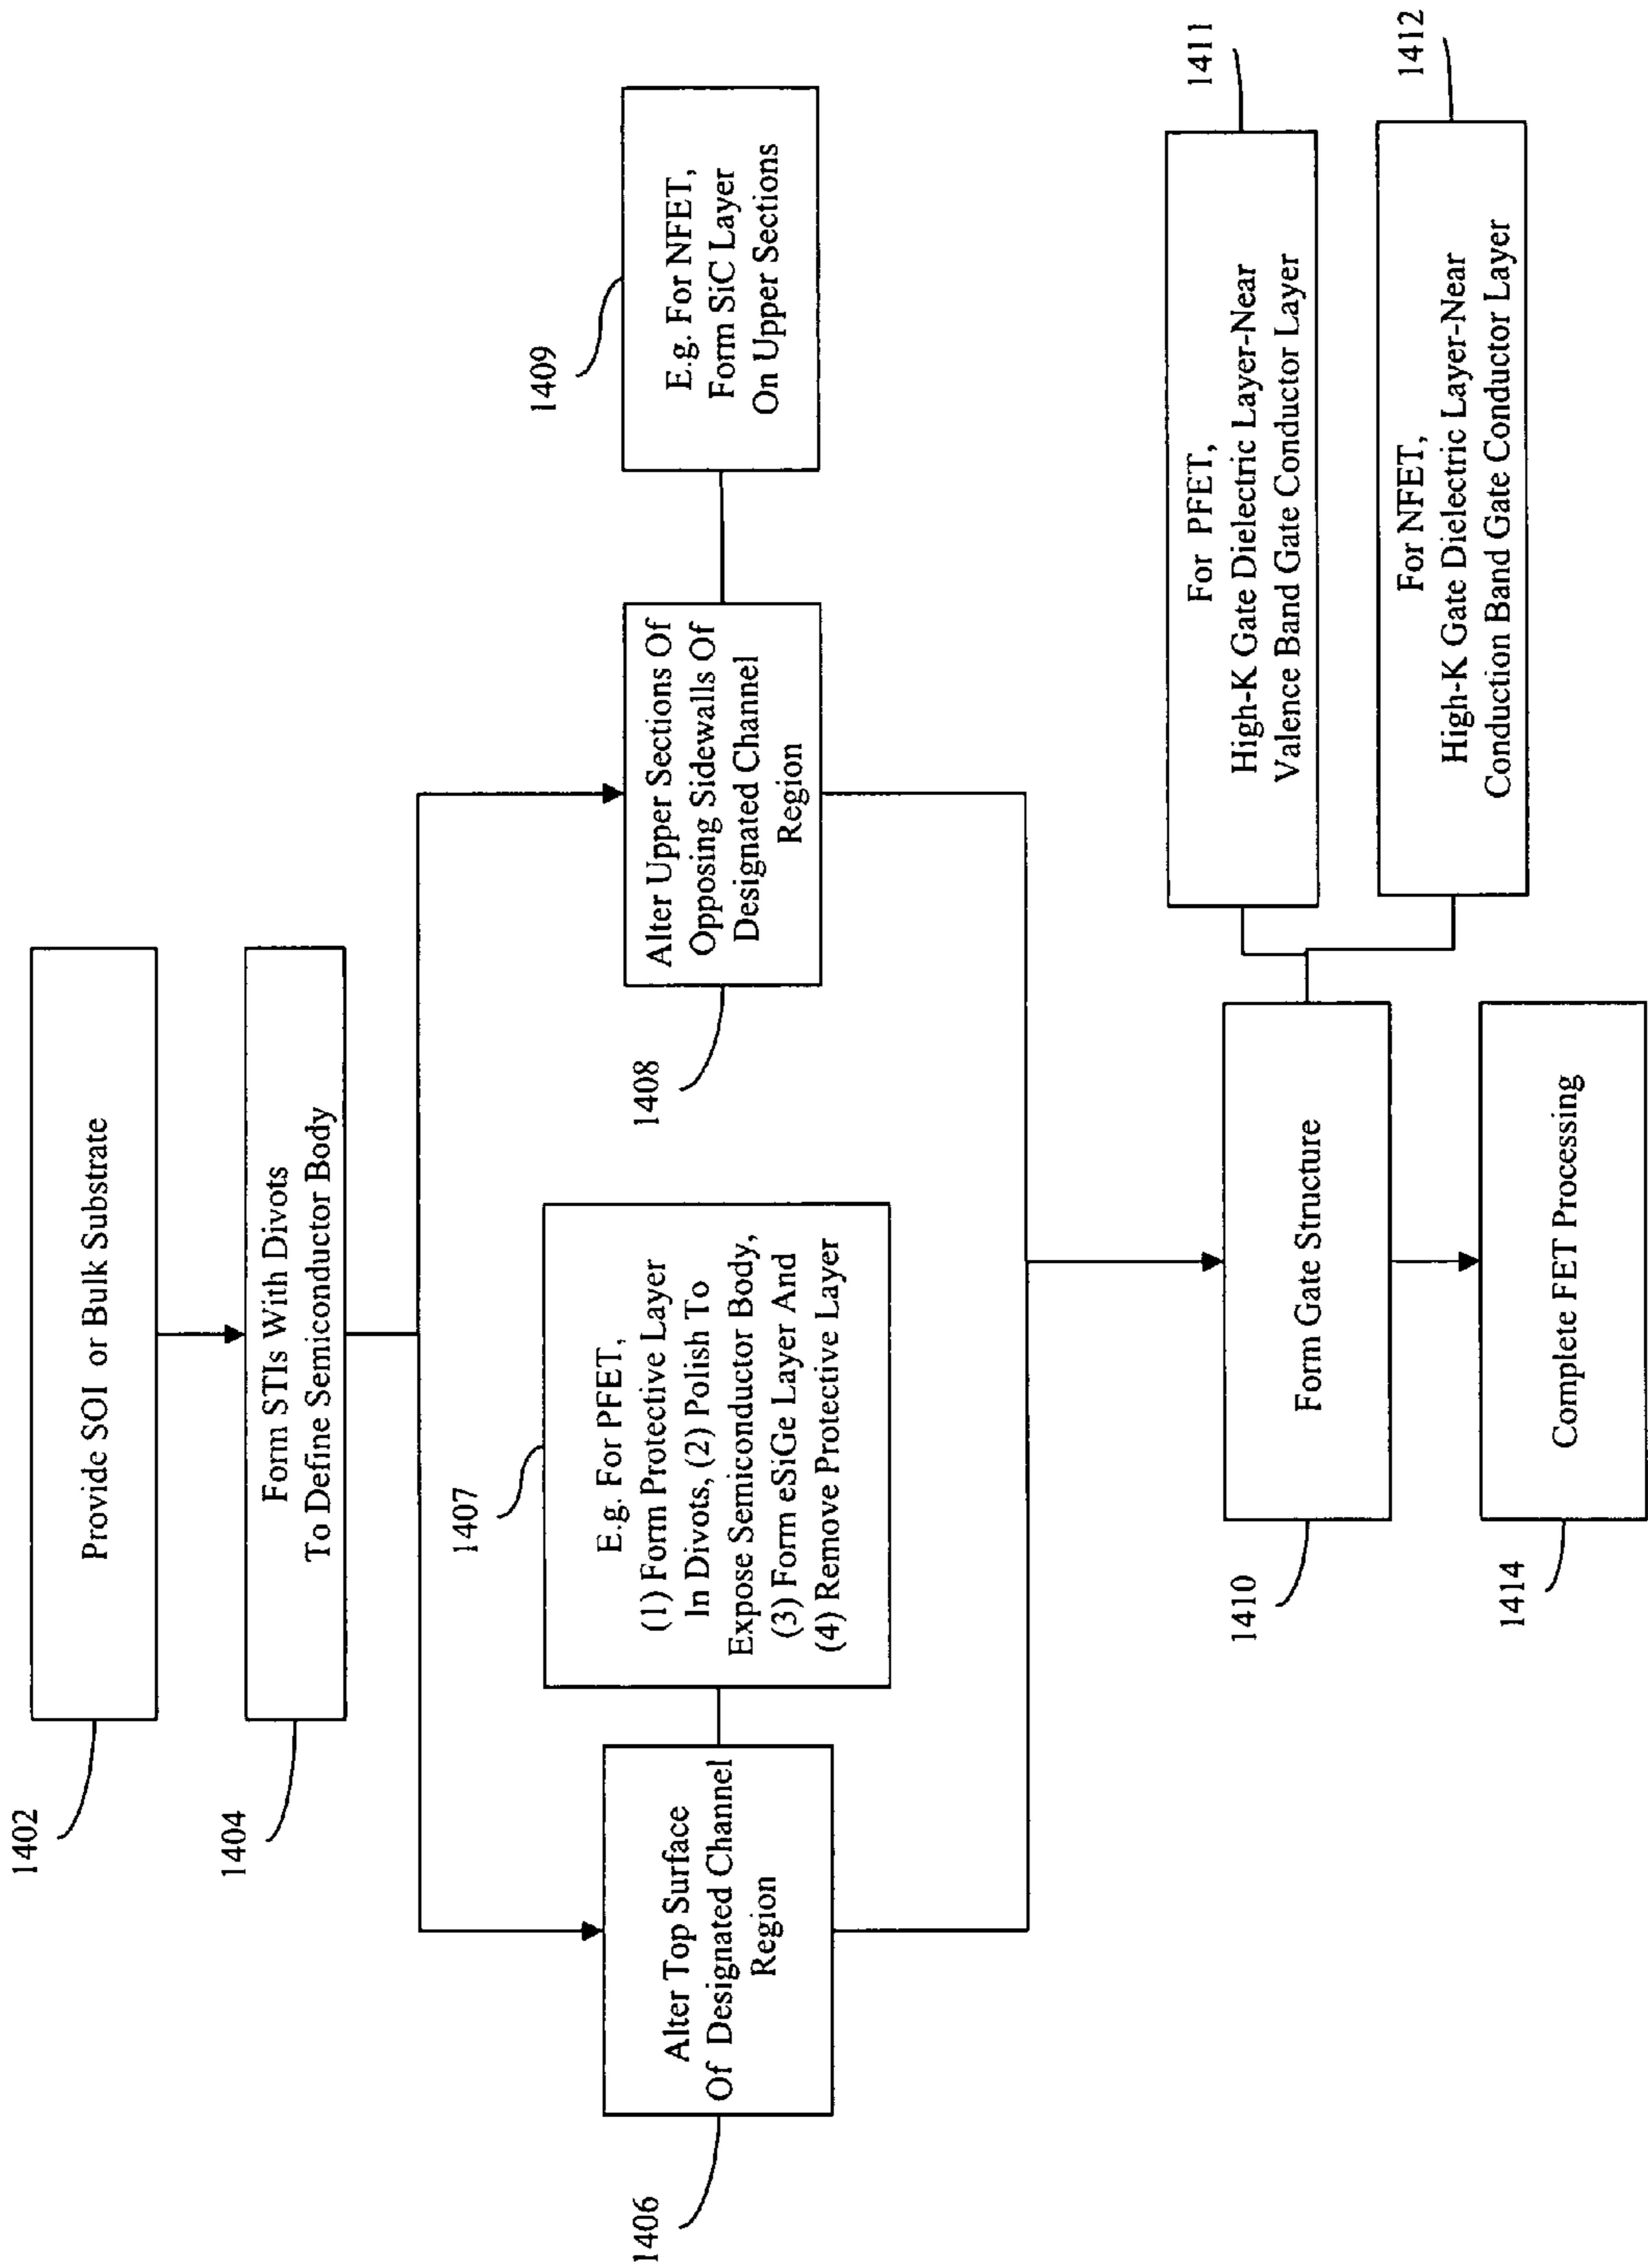 1402
Provide SOI or Bulk Substrate
1404
Form STIs With Divots
To Define Semiconductor Body
1406
Alter Top Surface
Of Designated Channel
Region
1407
E.g. For PFET,
(1) Form Protective Layer
In Divots, (2) Polish To
Expose Semiconductor Body,
(3) Form eSiGe Layer And
(4) Remove Protective Layer
1408
Alter Upper Sections Of
Opposing Sidewalls Of
Designated Channel
Region
1409
E.g. For NFET,
Form SiC Layer
On Upper Sections
1410
Form Gate Structure
1411
For PFET,
High-K Gate Dielectric Layer-Near
Valence Band Gate Conductor Layer
1412
For NFET,
High-K Gate Dielectric Layer-Near
Conduction Band Gate Conductor Layer
1414
Complete FET Processing